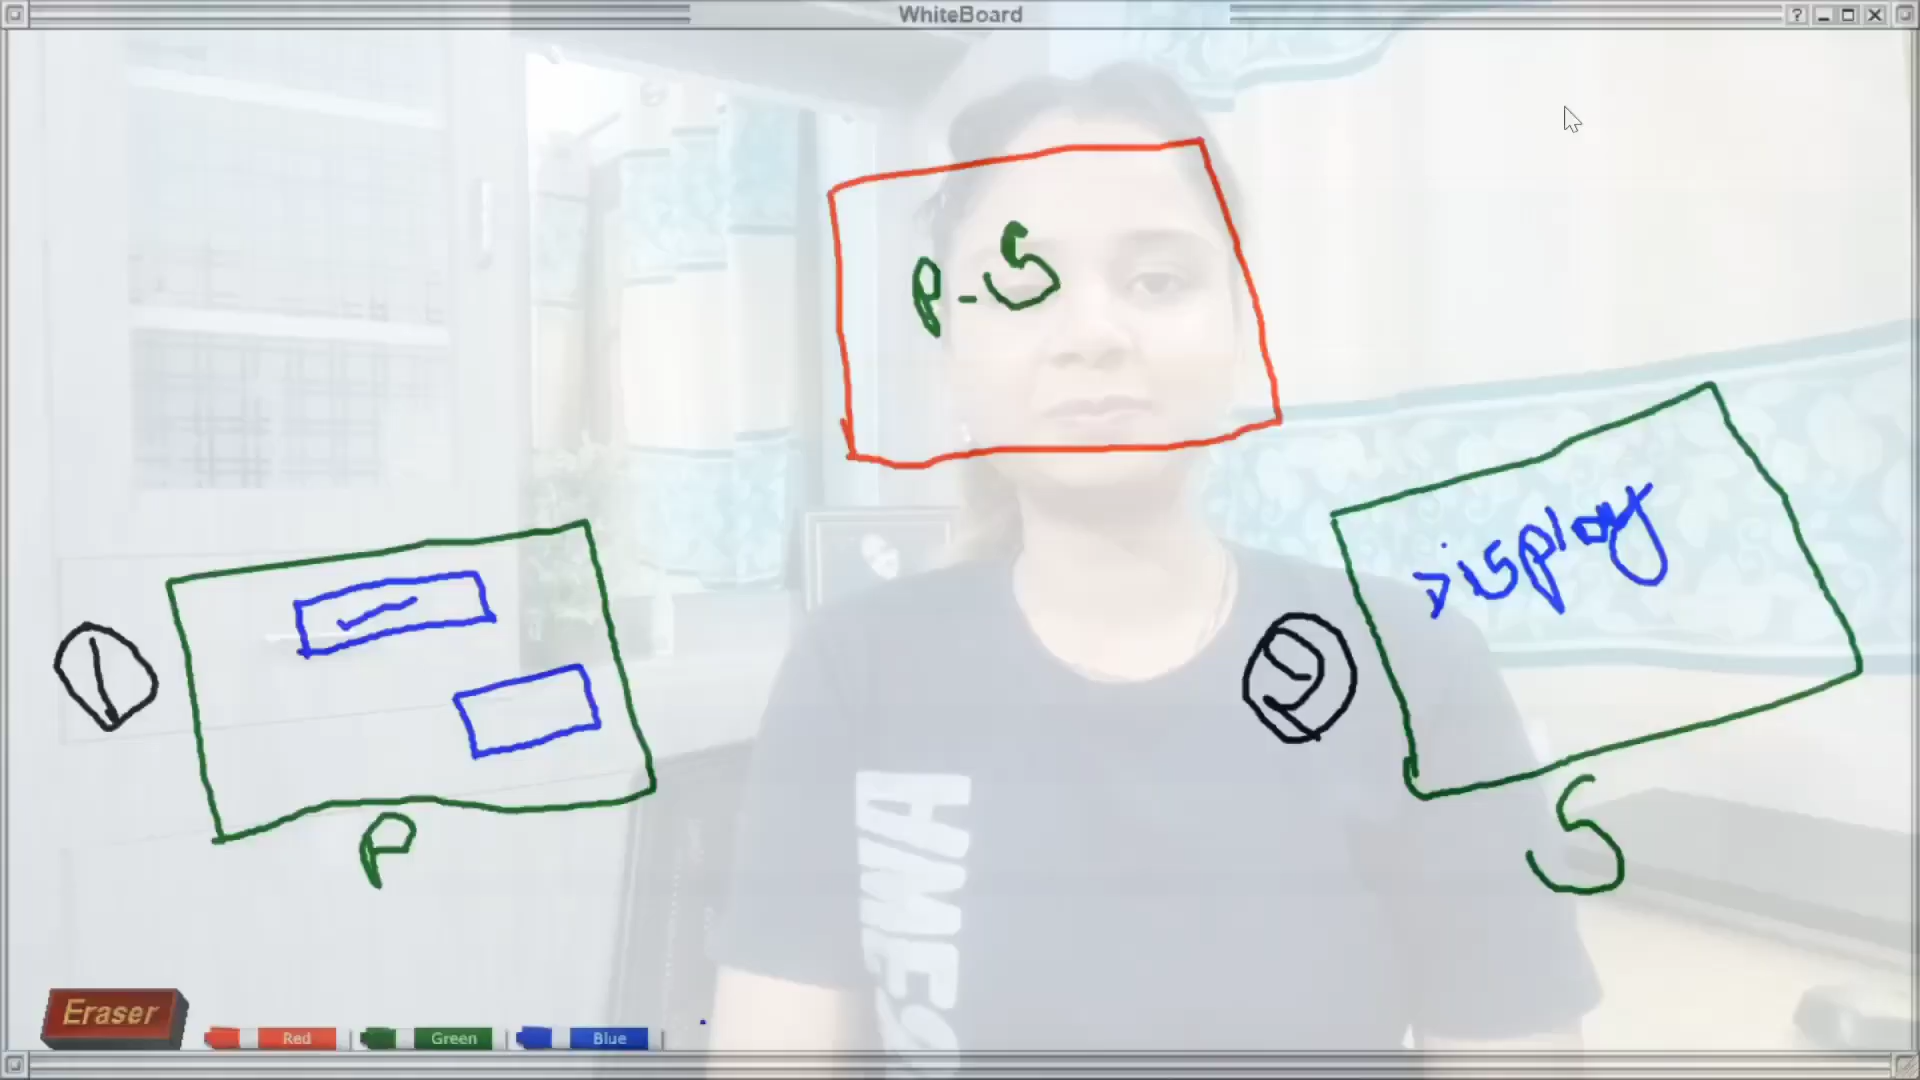 WhiteBoard
P-S
Display
1
2
P
S
Eraser
Red
Green
Blue